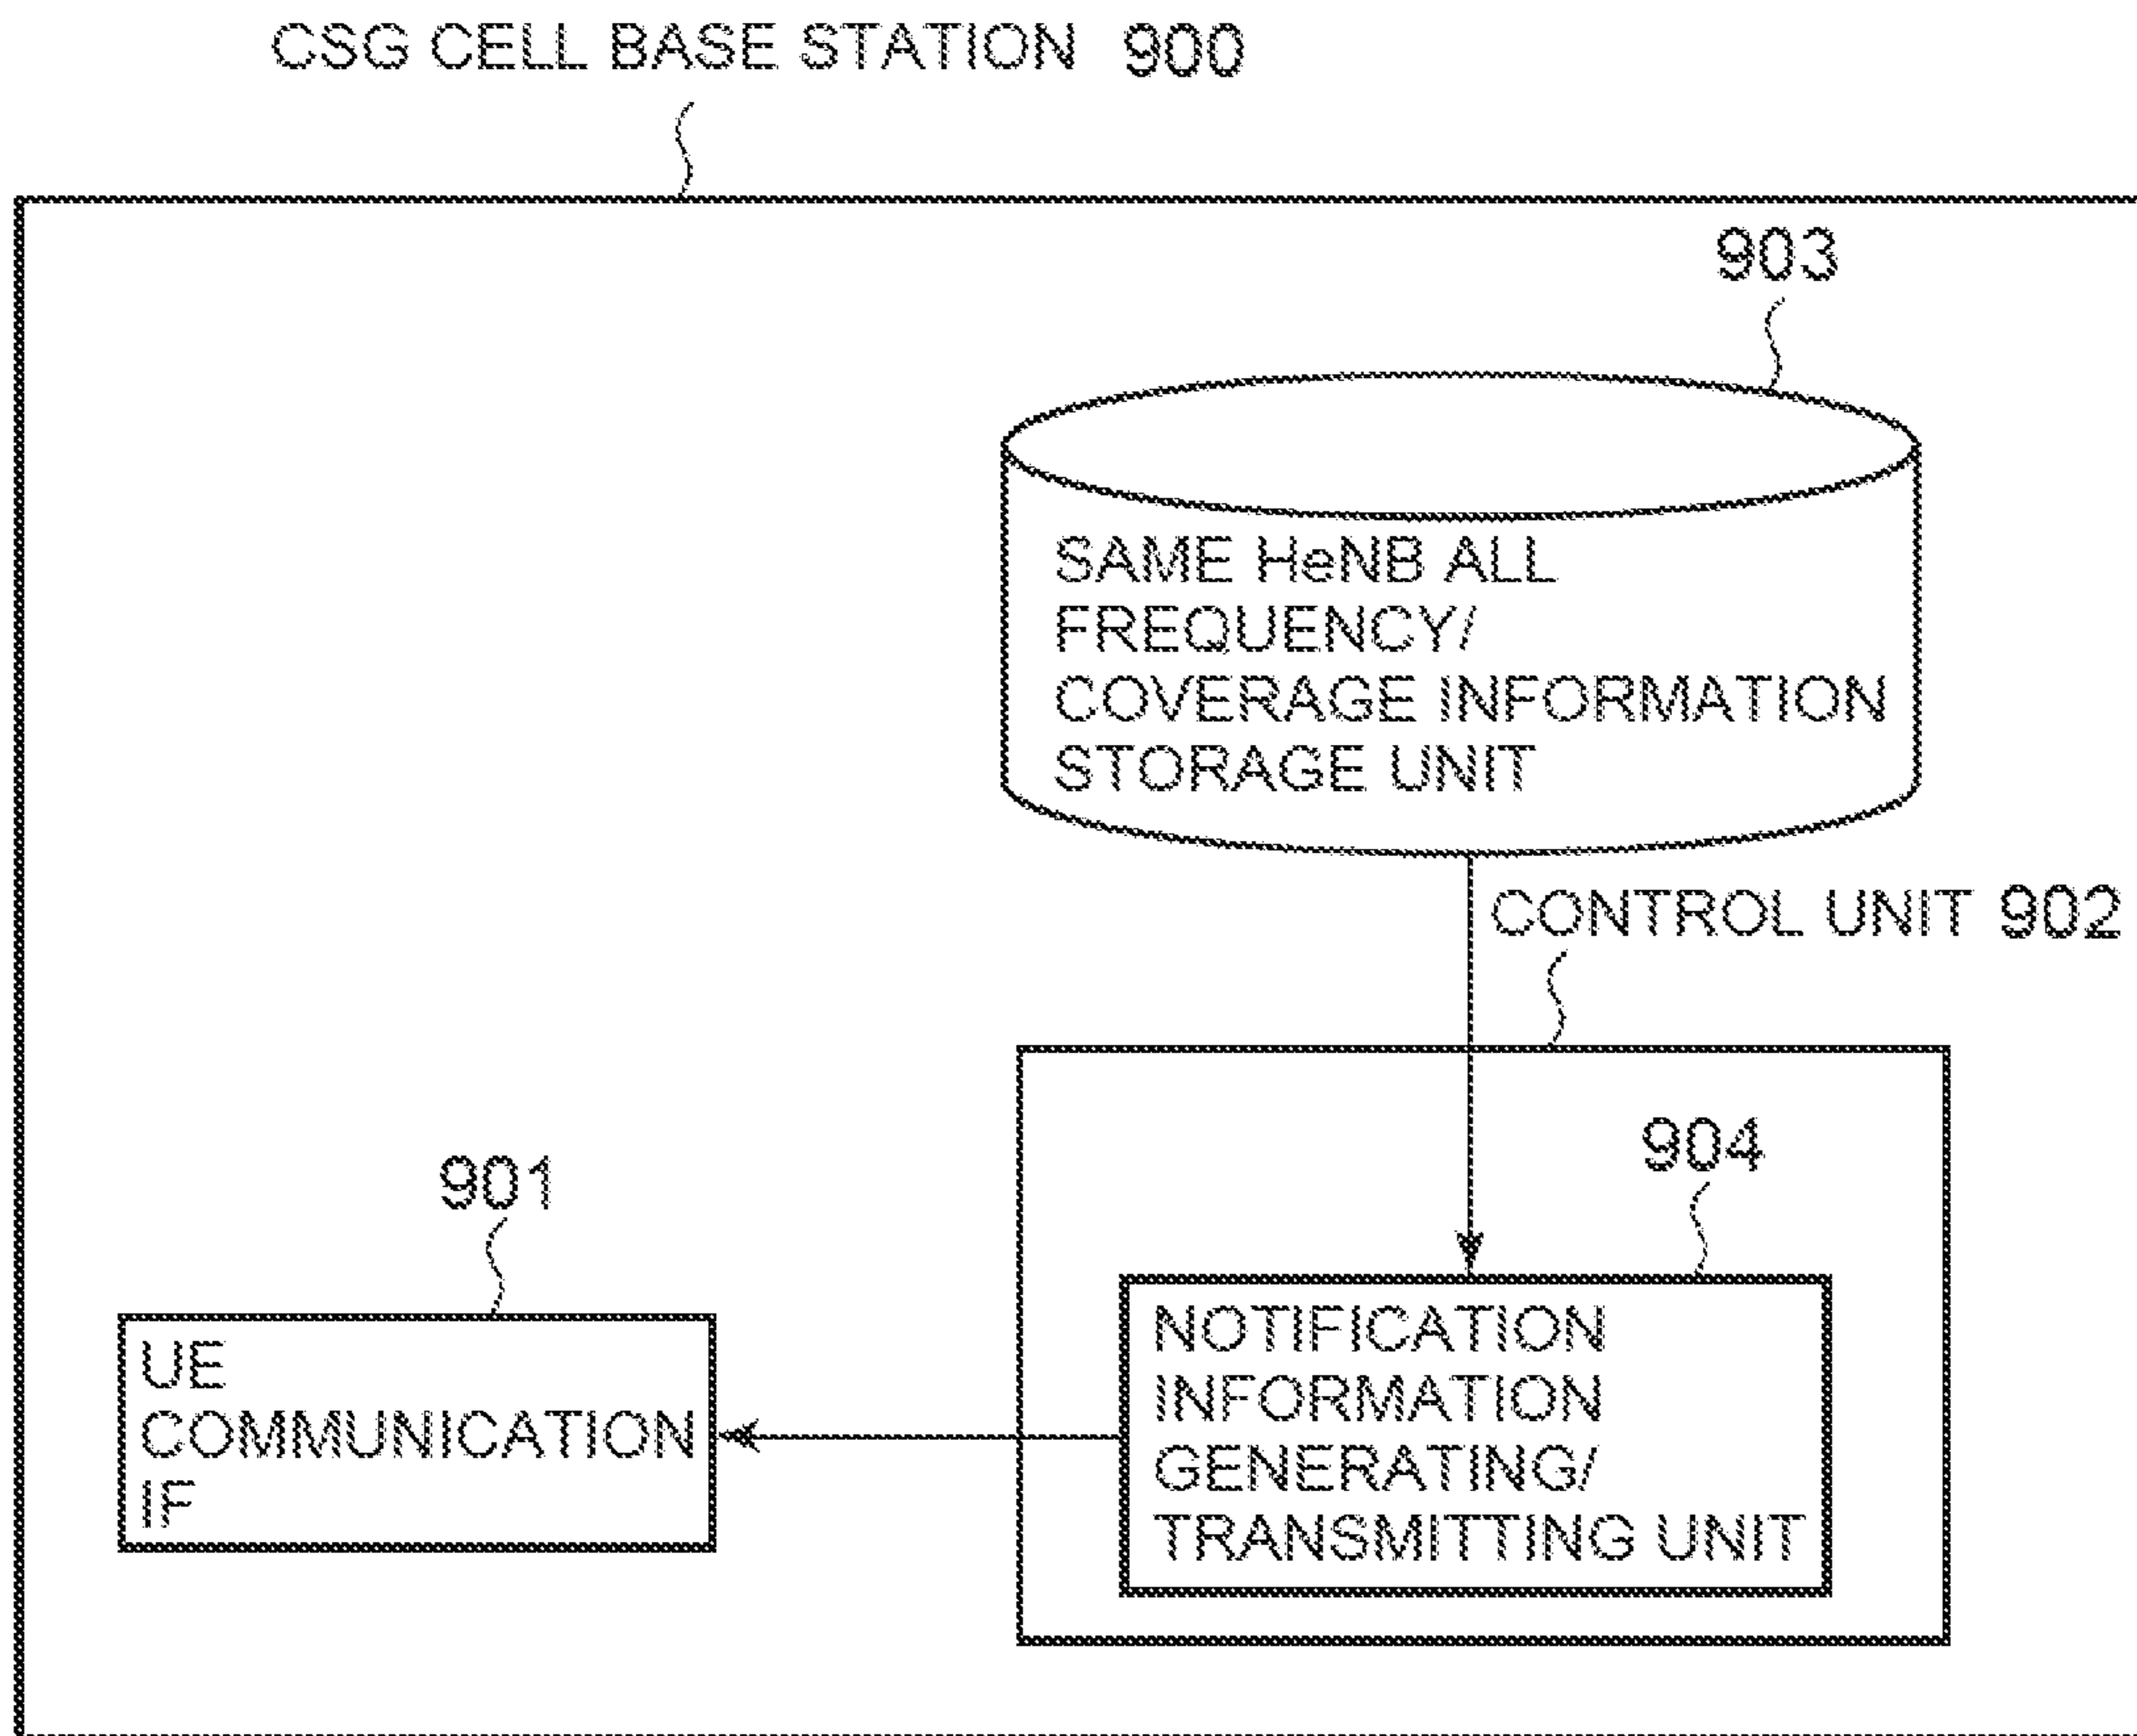 CSG CELL BASE STATION 900
903
SAME HeNB ALL
FREQUENCY/
COVERAGE INFORMATION
STORAGE UNIT
CONTROL UNIT 902
904
901
NOTIFICATION
INFORMATION
GENERATING/
TRANSMITTING UNIT
UE
COMMUNICATION
IF